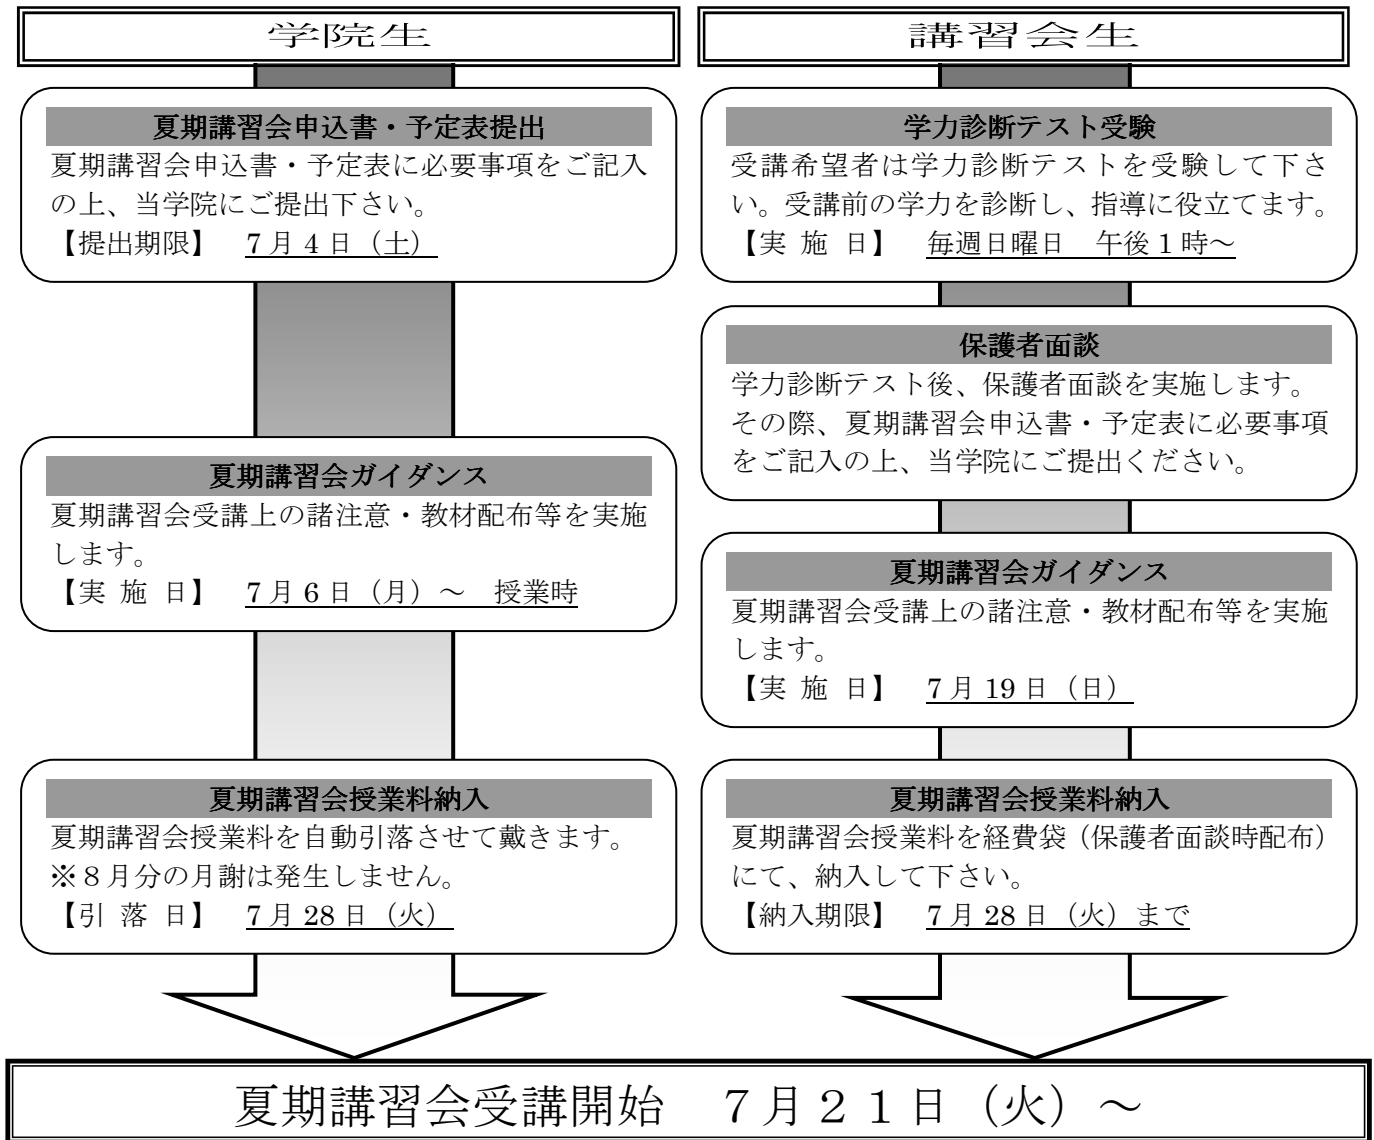 学院生
夏期講習会申込書・予定表提出
夏期講習会申込書・予定表に必要事項をご記入
の上、当学院にご提出下さい。
【提出期限】　7月4日（土）
夏期講習会ガイダンス
夏期講習会受講上の諸注意・教材配布等を実施
します。
【実 施 日】　7月6日（月）～　授業時
夏期講習会授業料納入
夏期講習会授業料を自動引落させて戴きます。
※８月分の月謝は発生しません。
【引 落 日】　7月28日（火）
講習会生
学力診断テスト受験
受講希望者は学力診断テストを受験して下さ
い。受講前の学力を診断し、指導に役立てます。
【実 施 日】　毎週日曜日　午後1時～
保護者面談
学力診断テスト後、保護者面談を実施します。
その際、夏期講習会申込書・予定表に必要事項
をご記入の上、当学院にご提出ください。
夏期講習会ガイダンス
夏期講習会受講上の諸注意・教材配布等を実施
します。
【実 施 日】　7月19日（日）
夏期講習会授業料納入
夏期講習会授業料を経費袋（保護者面談時配布）
にて、納入して下さい。
【納入期限】　7月28日（火）まで
夏期講習会受講開始　７月２１日（火）～